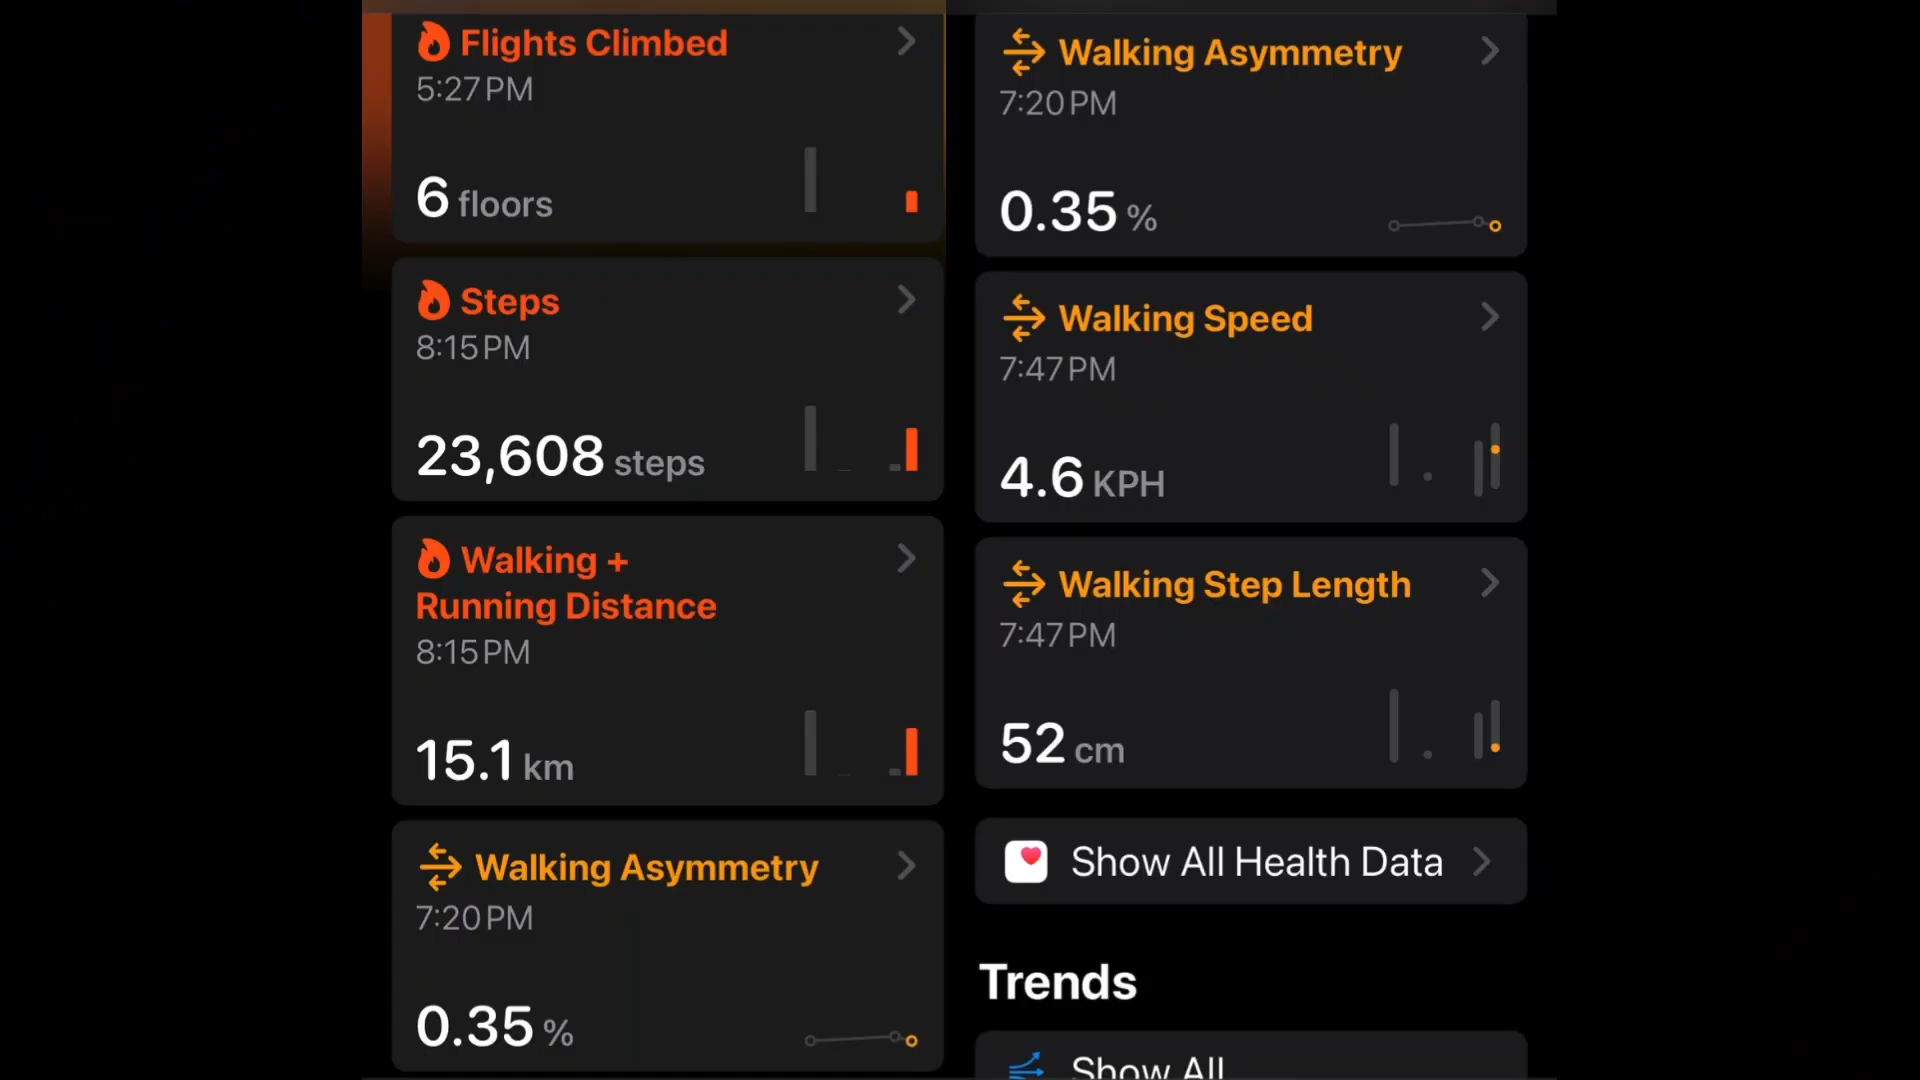 Flights Climbed
5:27 PM
6 floors
Steps
8:15 PM
23,608 steps
Walking +
Running Distance
8:15 PM
15.1 km
Walking Asymmetry
7:20 PM
0.35 %
Walking Asymmetry
7:20 PM
0.35 %
Walking Speed
7:47 PM
4.6 KPH
Walking Step Length
7:47 PM
52 cm
Show All Health Data
Trends
Show All